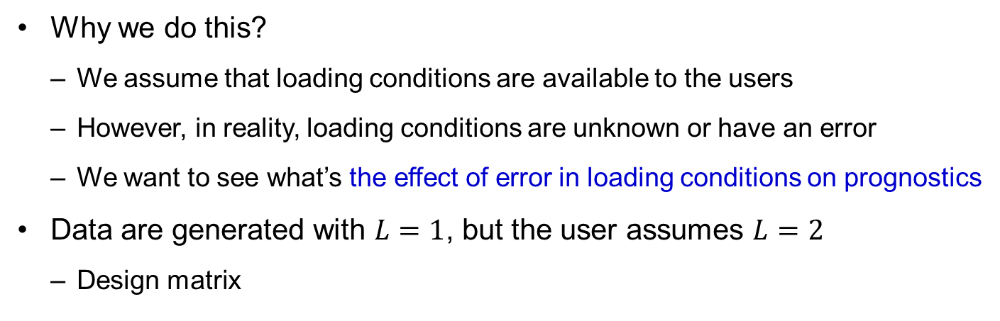 • Why we do this?
– We assume that loading conditions are available to the users
– However, in reality, loading conditions are unknown or have an error
– We want to see what’s the effect of error in loading conditions on prognostics
• Data are generated with 𝐿 = 1, but the user assumes 𝐿 = 2
– Design matrix